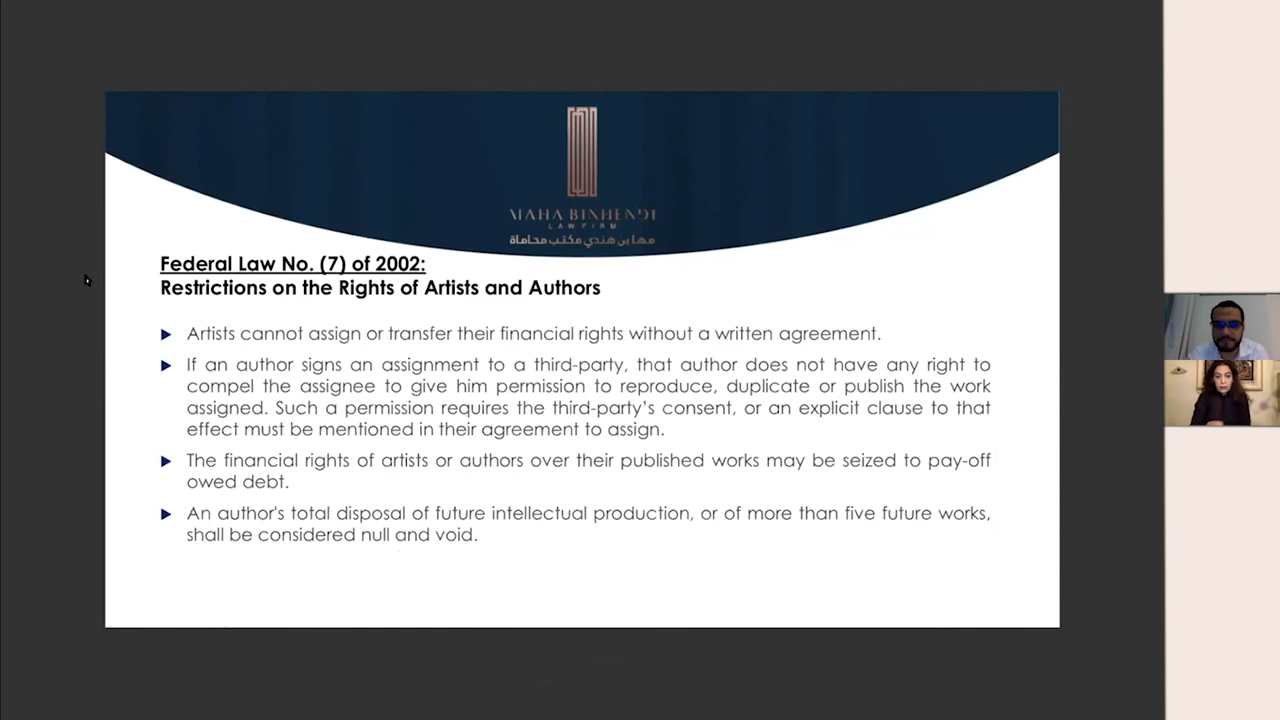 MAHA BINHENDI
LAW FIRM
مها بن هندي مكتب محاماة
Federal Law No. (7) of 2002:
Restrictions on the Rights of Artists and Authors
Artists cannot assign or transfer their financial rights without a written agreement.
If an author signs an assignment to a third-party, that author does not have any right to
compel the assignee to give him permission to reproduce, duplicate or publish the work
assigned. Such a permission requires the third-party's consent, or an explicit clause to that
effect must be mentioned in their agreement to assign.
The financial rights of artists or authors over their published works may be seized to pay-off
owed debt.
An author's total disposal of future intellectual production, or of more than five future works,
shall be considered null and void.